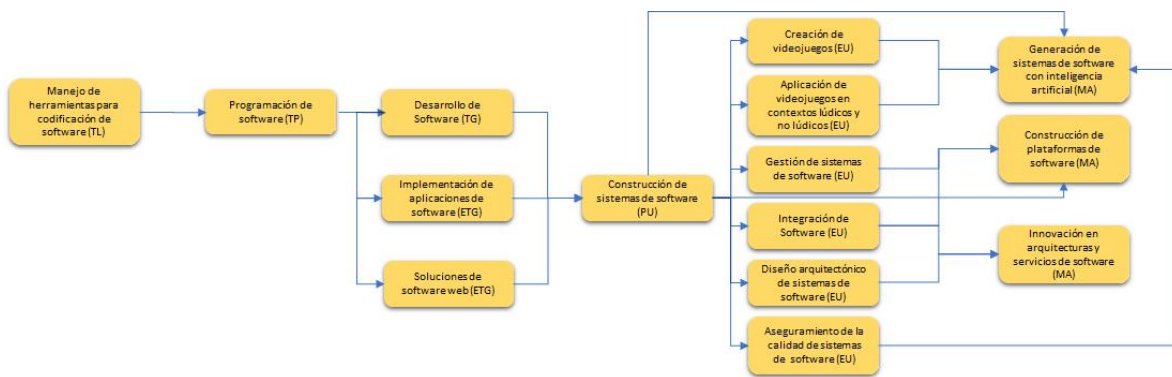 Manejo de
herramientas para
codificación de
software (TL)
Programación de
software (TP)
Desarrollo de
Software (TG)
Implementación de
aplicaciones de
software (ETG)
Soluciones de
software web (ETG)
Construcción de
sistemas de software
(PU)
Creación de
videojuegos (EU)
Aplicación de
videojuegos en
contextos lúdicos y
no lúdicos (EU)
Gestión de sistemas
de software (EU)
Integración de
Software (EU)
Diseño arquitectónico
de sistemas de
software (EU)
Aseguramiento de la
calidad de sistemas
de software (EU)
Generación de
sistemas de software
con inteligencia
artificial (MA)
Construcción de
plataformas de
software (MA)
Innovación en
arquitecturas y
servicios de software
(MA)